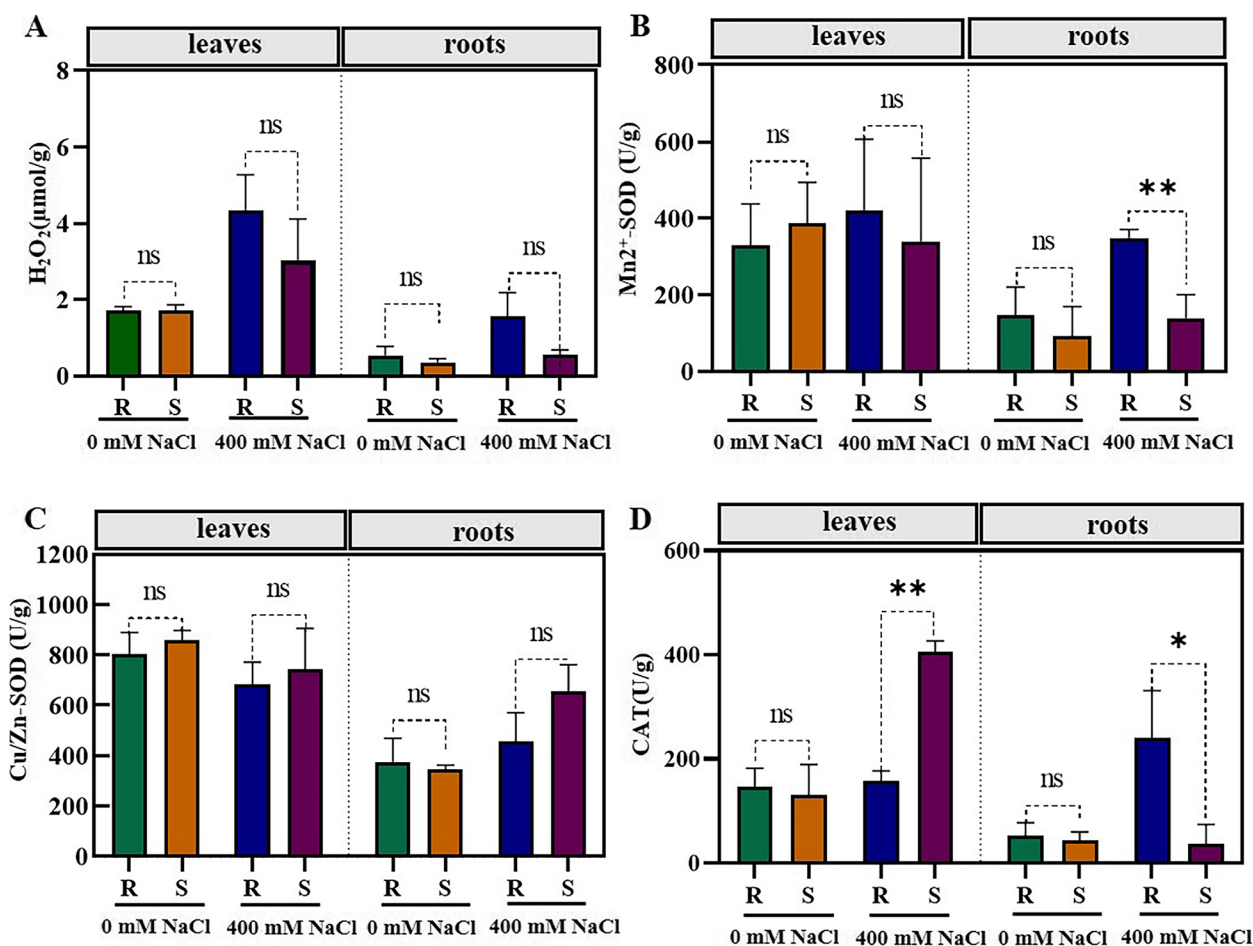 A
leaves roots
H₂O₂(μmol/g)
8
6
4
2
0
ns
ns
ns
ns
R S R S R S R S
0 mM NaCl 400 mM NaCl 0 mM NaCl 400 mM NaCl
B
leaves roots
Mn2⁺-SOD (U/g)
800
600
400
200
0
ns
ns
ns
**
R S R S R S R S
0 mM NaCl 400 mM NaCl 0 mM NaCl 400 mM NaCl
C
leaves roots
Cu/Zn-SOD (U/g)
1200
1000
800
600
400
200
0
ns
ns
ns
ns
R S R S R S R S
0 mM NaCl 400 mM NaCl 0 mM NaCl 400 mM NaCl
D
leaves roots
CAT(U/g)
600
400
200
0
ns
**
ns
*
R S R S R S R S
0 mM NaCl 400 mM NaCl 0 mM NaCl 400 mM NaCl